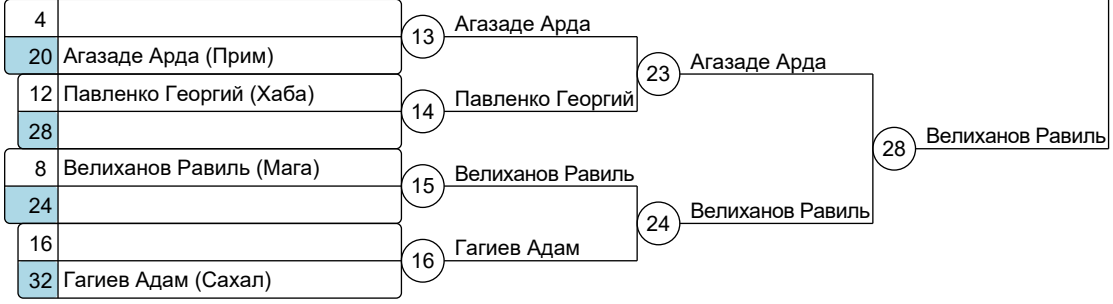 4
20 Агазаде Арда (Прим)
12 Павленко Георгий (Хаба)
28
8 Велиханов Равиль (Мага)
24
16
32 Гагиев Адам (Сахал)
13 Агазаде Арда
14 Павленко Георгий
15 Велиханов Равиль
16 Гагиев Адам
23 Агазаде Арда
24 Велиханов Равиль
28 Велиханов Равиль